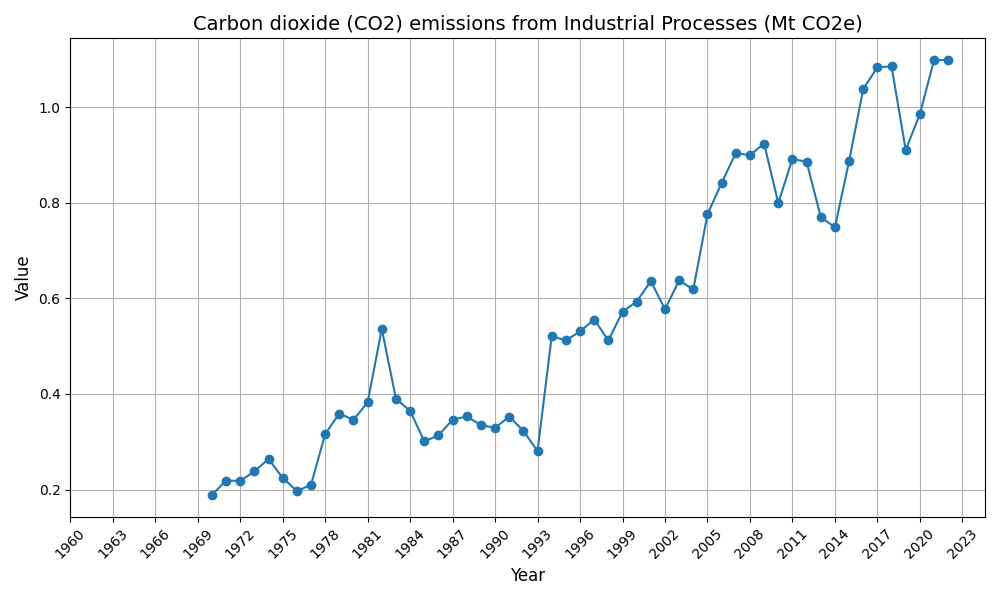 Carbon dioxide (CO2) emissions from Industrial Processes (Mt CO2e)
Value
1.0
0.8
0.6
0.4
0.2
1960 1963 1966 1969 1972 1975 1978 1981 1984 1987 1990 1993 1996 1999 2002 2005 2008 2011 2014 2017 2020 2023
Year